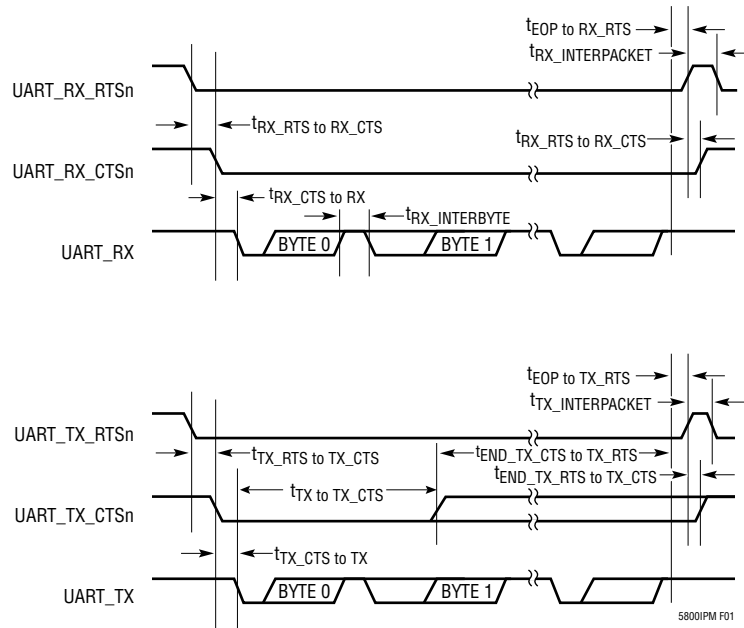 tEOP to RX_RTS
tRX_INTERPACKET
UART_RX_RTSn
tRX_RTS to RX_CTS
tRX_RTS to RX_CTS
UART_RX_CTSn
tRX_CTS to RX
tRX_INTERBYTE
UART_RX
BYTE 0
BYTE 1
tEOP to TX_RTS
tTX_INTERPACKET
UART_TX_RTSn
tTX_RTS to TX_CTS
tEND_TX_CTS to TX_RTS
tEND_TX_RTS to TX_CTS
tTX to TX_CTS
UART_TX_CTSn
tTX_CTS to TX
UART_TX
BYTE 0
BYTE 1
5800IPM F01